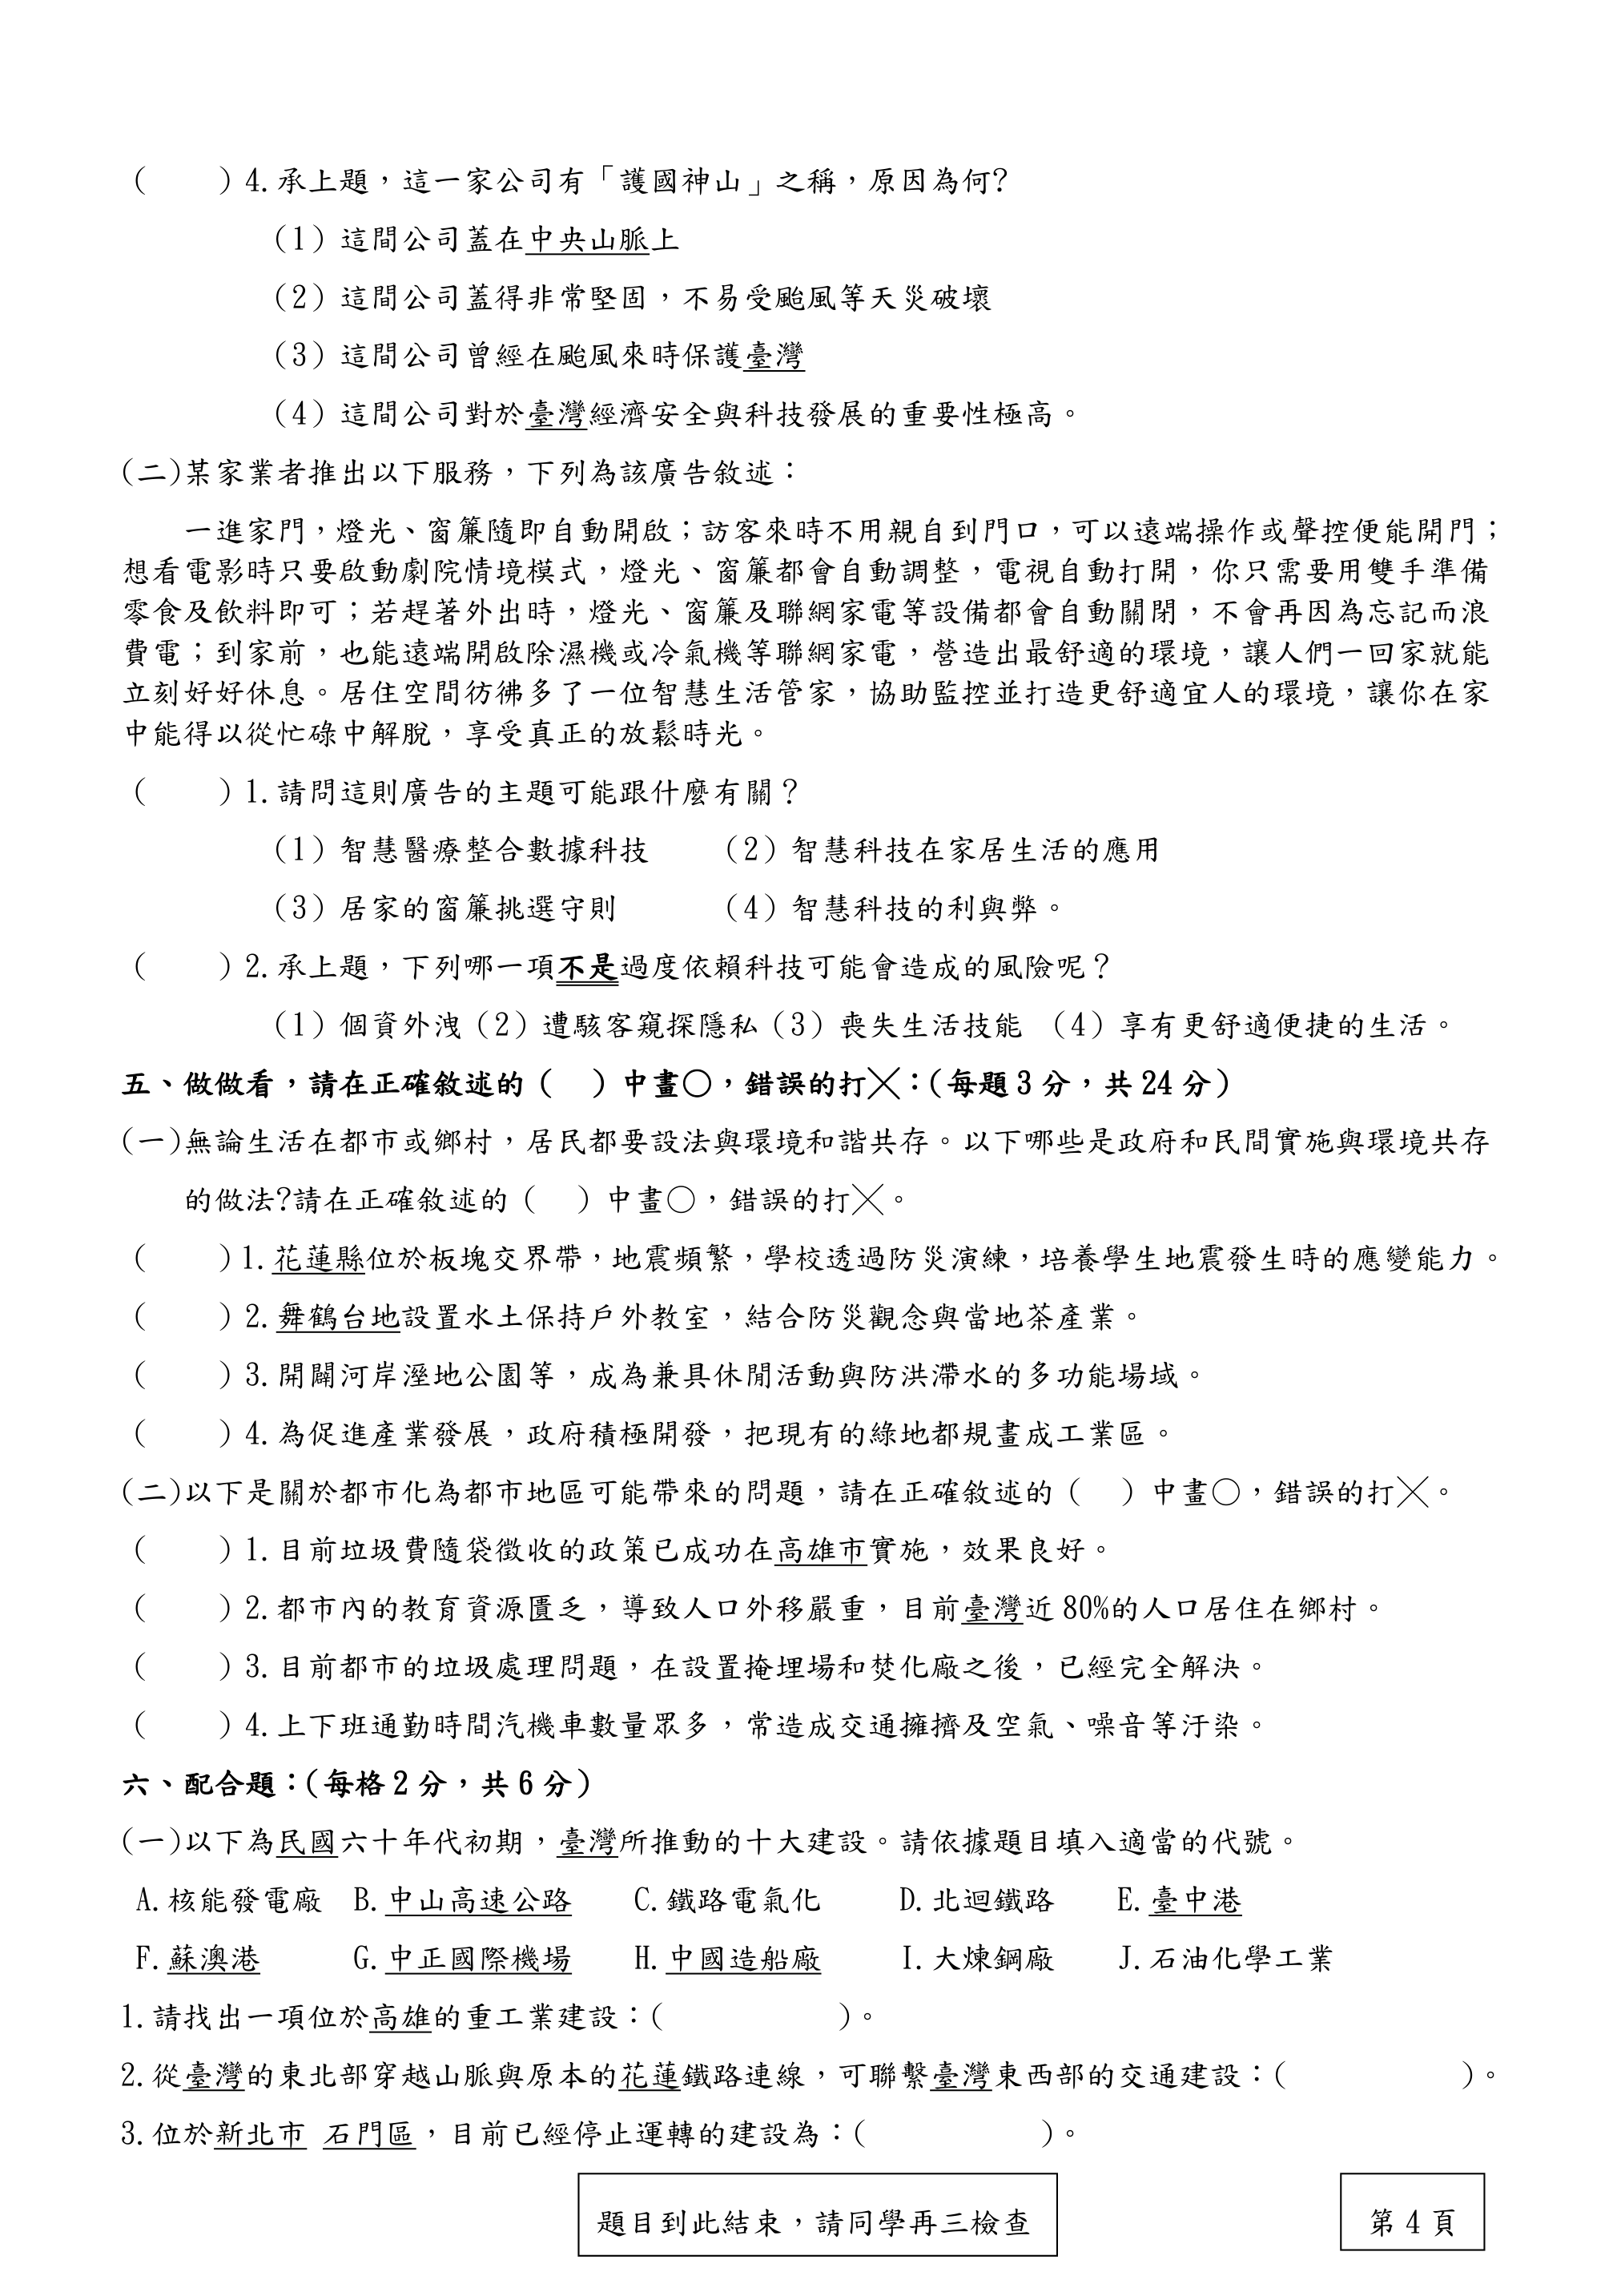 （　　）4.承上題，這一家公司有「護國神山」之稱，原因為何?
（1）這間公司蓋在中央山脈上
（2）這間公司蓋得非常堅固，不易受颱風等天災破壞
（3）這間公司曾經在颱風來時保護臺灣
（4）這間公司對於臺灣經濟安全與科技發展的重要性極高。
(二)某家業者推出以下服務，下列為該廣告敘述：
一進家門，燈光、窗簾隨即自動開啟；訪客來時不用親自到門口，可以遠端操作或聲控便能開門；
想看電影時只要啟動劇院情境模式，燈光、窗簾都會自動調整，電視自動打開，你只需要用雙手準備
零食及飲料即可；若趕著外出時，燈光、窗簾及聯網家電等設備都會自動關閉，不會再因為忘記而浪
費電；到家前，也能遠端開啟除濕機或冷氣機等聯網家電，營造出最舒適的環境，讓人們一回家就能
立刻好好休息。居住空間彷彿多了一位智慧生活管家，協助監控並打造更舒適宜人的環境，讓你在家
中能得以從忙碌中解脫，享受真正的放鬆時光。
（　　）1.請問這則廣告的主題可能跟什麼有關？
（1）智慧醫療整合數據科技　　（2）智慧科技在家居生活的應用
（3）居家的窗簾挑選守則　　（4）智慧科技的利與弊。
（　　）2.承上題，下列哪一項不是過度依賴科技可能會造成的風險呢？
（1）個資外洩（2）遭駭客窺探隱私（3）喪失生活技能　（4）享有更舒適便捷的生活。
五、做做看，請在正確敘述的（　）中畫◯，錯誤的打╳：（每題3分，共24分）
(一)無論生活在都市或鄉村，居民都要設法與環境和諧共存。以下哪些是政府和民間實施與環境共存
的做法?請在正確敘述的（　）中畫◯，錯誤的打╳。
（　　）1.花蓮縣位於板塊交界帶，地震頻繁，學校透過防災演練，培養學生地震發生時的應變能力。
（　　）2.舞鶴台地設置水土保持戶外教室，結合防災觀念與當地茶產業。
（　　）3.開闢河岸溼地公園等，成為兼具休閒活動與防洪滯水的多功能場域。
（　　）4.為促進產業發展，政府積極開發，把現有的綠地都規畫成工業區。
(二)以下是關於都市化為都市地區可能帶來的問題，請在正確敘述的（　）中畫◯，錯誤的打╳。
（　　）1.目前垃圾費隨袋徵收的政策已成功在高雄市實施，效果良好。
（　　）2.都市內的教育資源匱乏，導致人口外移嚴重，目前臺灣近80%的人口居住在鄉村。
（　　）3.目前都市的垃圾處理問題，在設置掩埋場和焚化廠之後，已經完全解決。
（　　）4.上下班通勤時間汽機車數量眾多，常造成交通擁擠及空氣、噪音等汙染。
六、配合題：（每格2分，共6分）
(一)以下為民國六十年代初期，臺灣所推動的十大建設。請依據題目填入適當的代號。
A.核能發電廠　B.中山高速公路　C.鐵路電氣化　D.北迴鐵路　E.臺中港
F.蘇澳港　G.中正國際機場　H.中國造船廠　I.大煉鋼廠　J.石油化學工業
1.請找出一項位於高雄的重工業建設：（　　　）。
2.從臺灣的東北部穿越山脈與原本的花蓮鐵路連線，可聯繫臺灣東西部的交通建設：（　　　）。
3.位於新北市 石門區，目前已經停止運轉的建設為：（　　　）。
題目到此結束，請同學再三檢查
第 4 頁